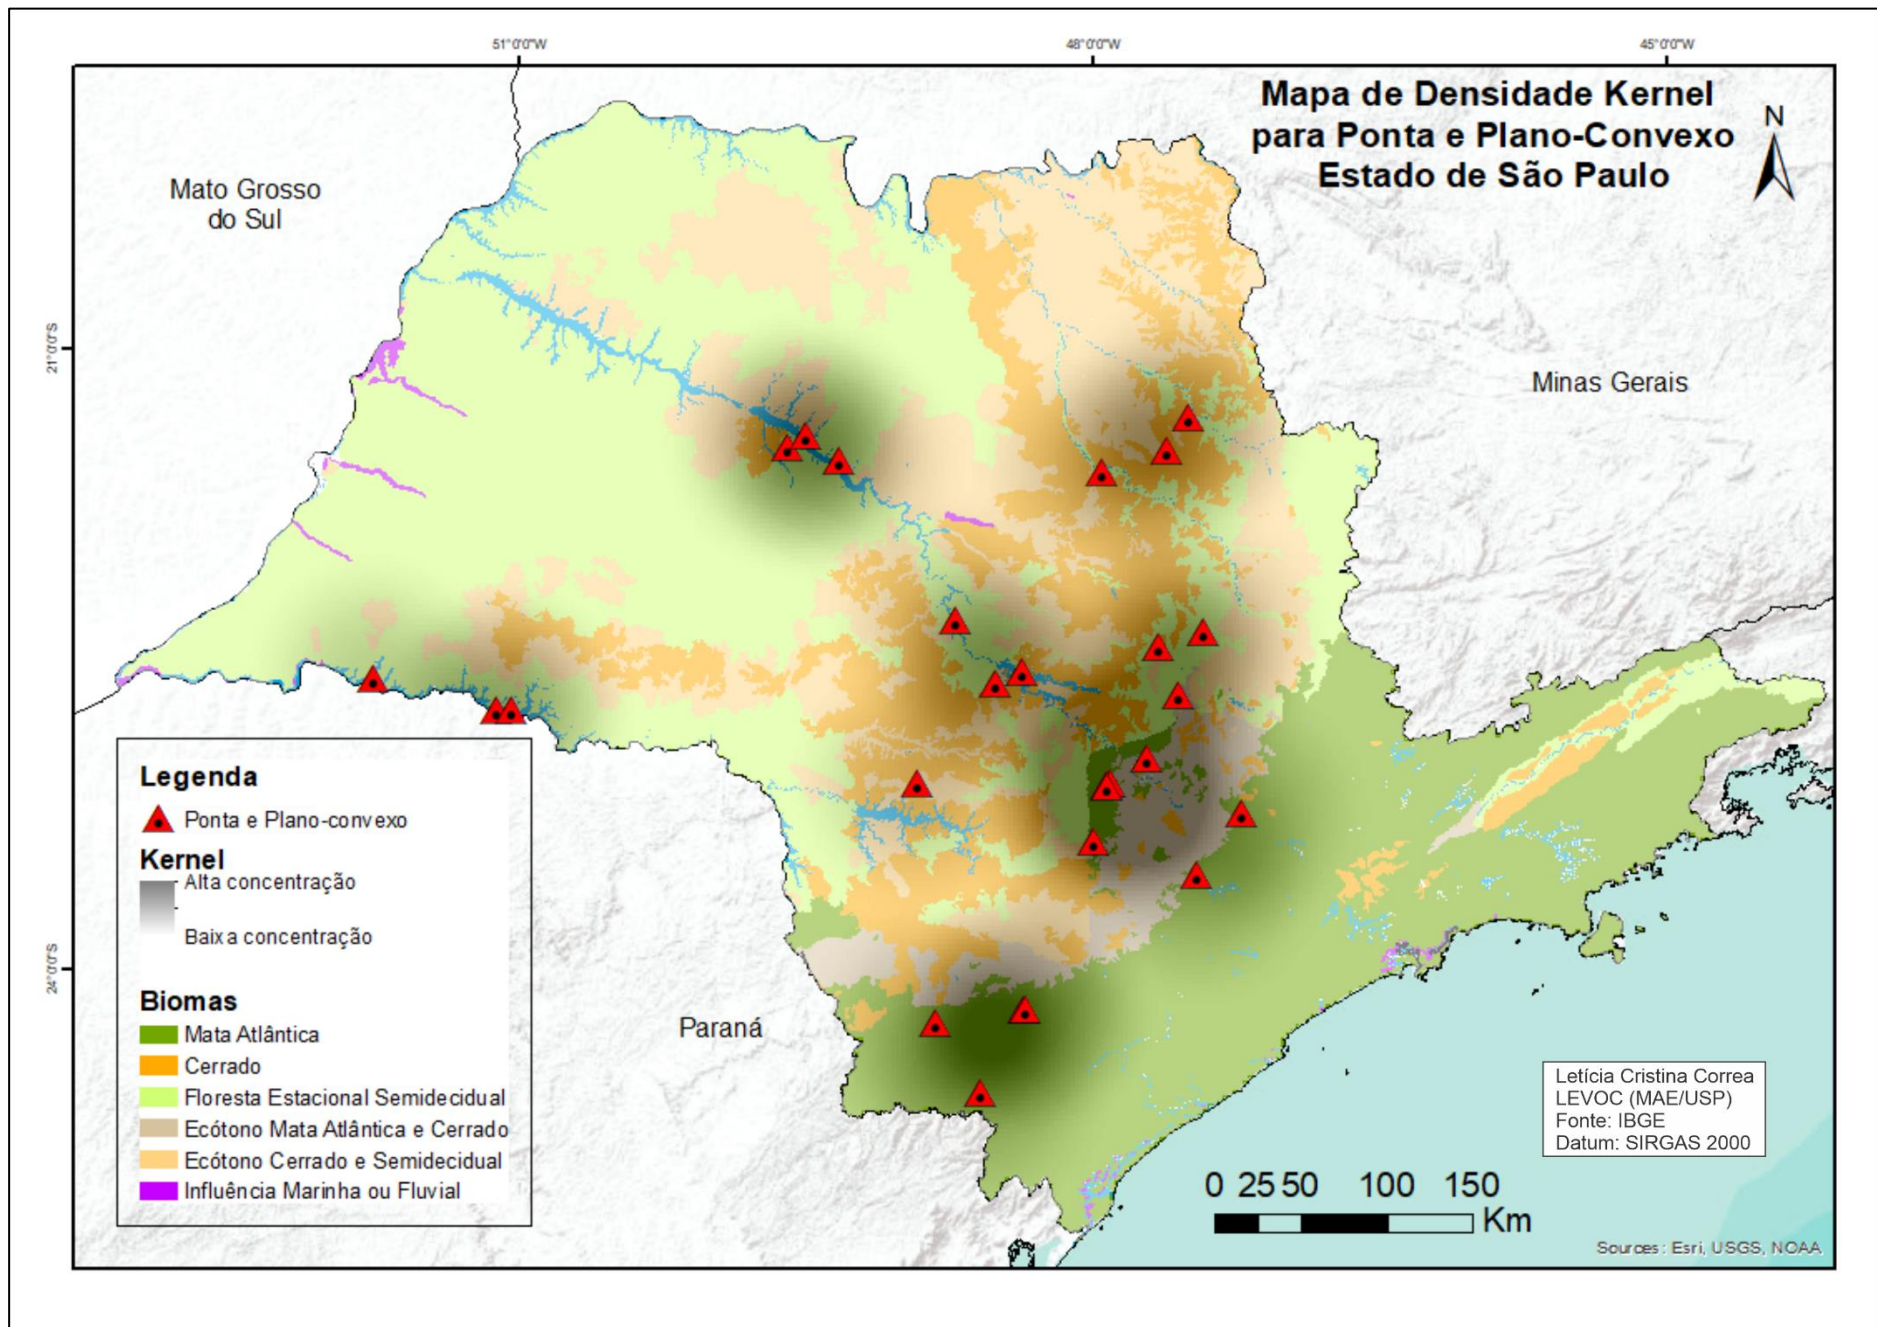 51°0'0"W
48°0'0"W
45°0'0"W
Mapa de Densidade Kernel
para Ponta e Plano-Convexo
Estado de São Paulo
N
Mato Grosso
do Sul
21°0'0"S
Minas Gerais
Legenda
Ponta e Plano-convexo
Kernel
Alta concentração
Baixa concentração
24°0'0"S
Biomas
Mata Atlântica
Cerrado
Floresta Estacional Semidecidual
Ecótono Mata Atlântica e Cerrado
Ecótono Cerrado e Semidecidual
Influência Marinha ou Fluvial
Paraná
Letícia Cristina Correa
LEVOC (MAE/USP)
Fonte: IBGE
Datum: SIRGAS 2000
0 25 50 100 150
Km
Sources: Esri, USGS, NOAA